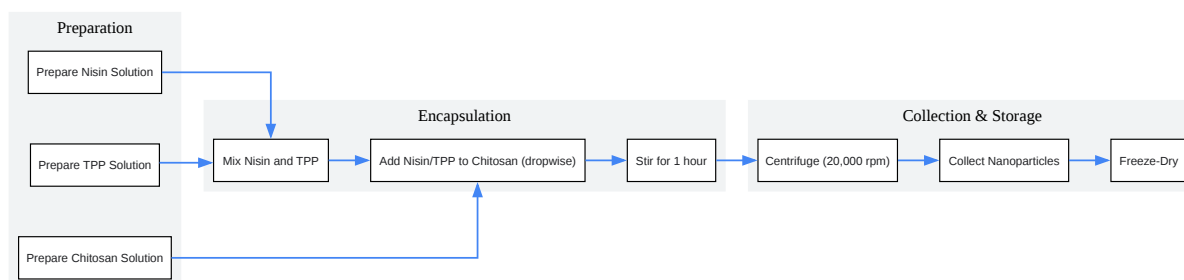 Preparation
Prepare Nisin Solution
Prepare TPP Solution
Prepare Chitosan Solution
Encapsulation
Mix Nisin and TPP
Add Nisin/TPP to Chitosan (dropwise)
Stir for 1 hour
Collection & Storage
Centrifuge (20,000 rpm)
Collect Nanoparticles
Freeze-Dry